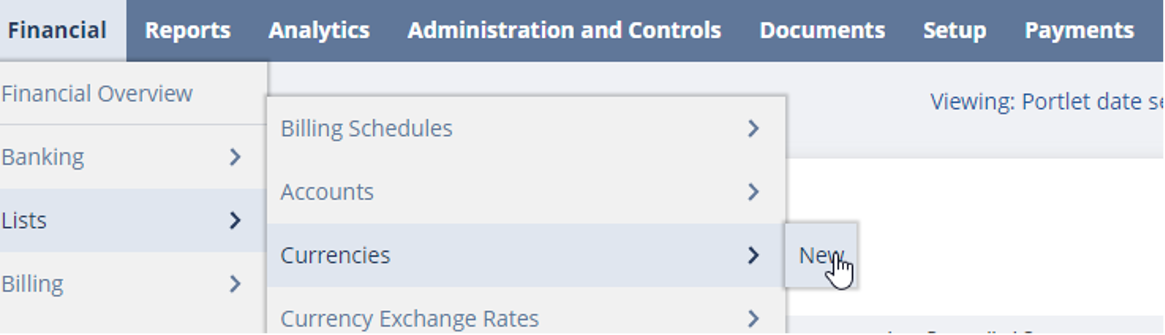 Financial Reports Analytics Administration and Controls Documents Setup Payments
Financial Overview
Viewing: Portlet date
Billing Schedules
Banking
Accounts
Lists
Currencies
New
Billing
Currency Exchange Rates